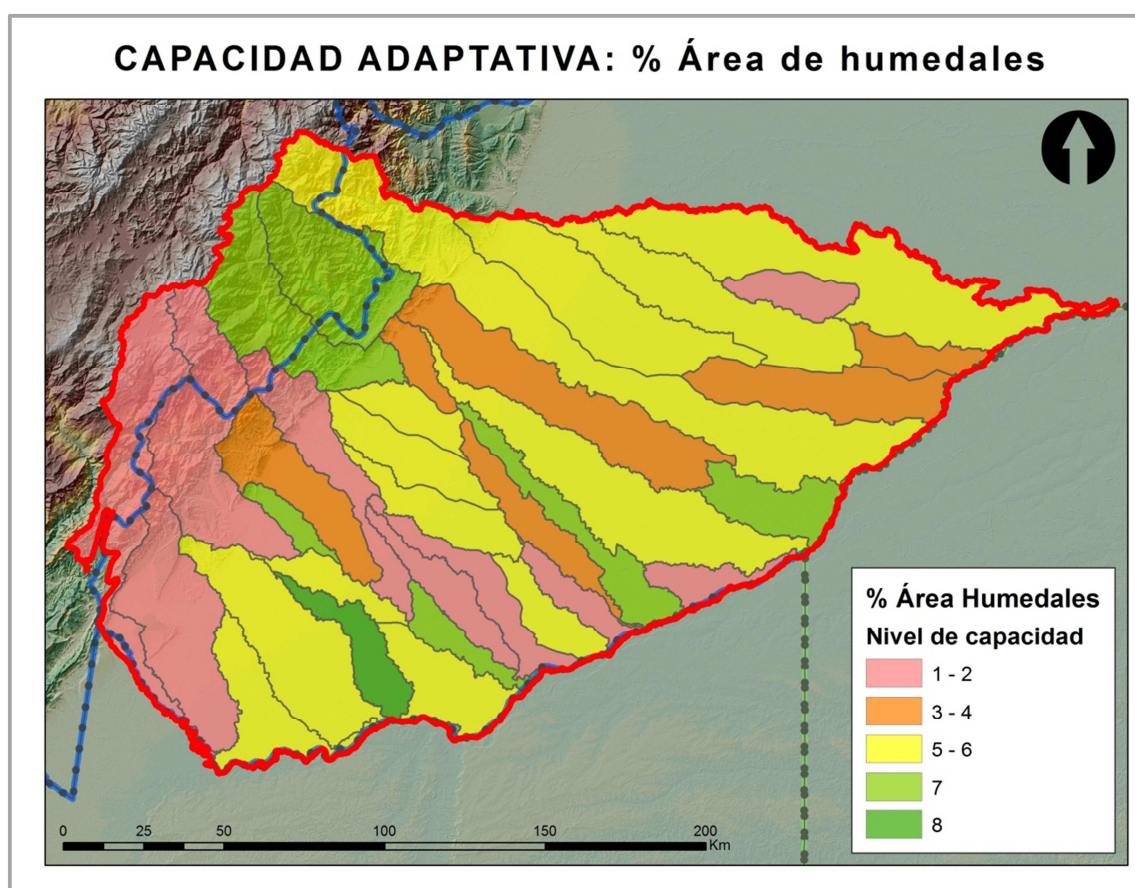 CAPACIDAD ADAPTATIVA: % Área de humedales
% Área Humedales
Nivel de capacidad
1 - 2
3 - 4
5 - 6
7
8
0 25 50 100 150 200
Km